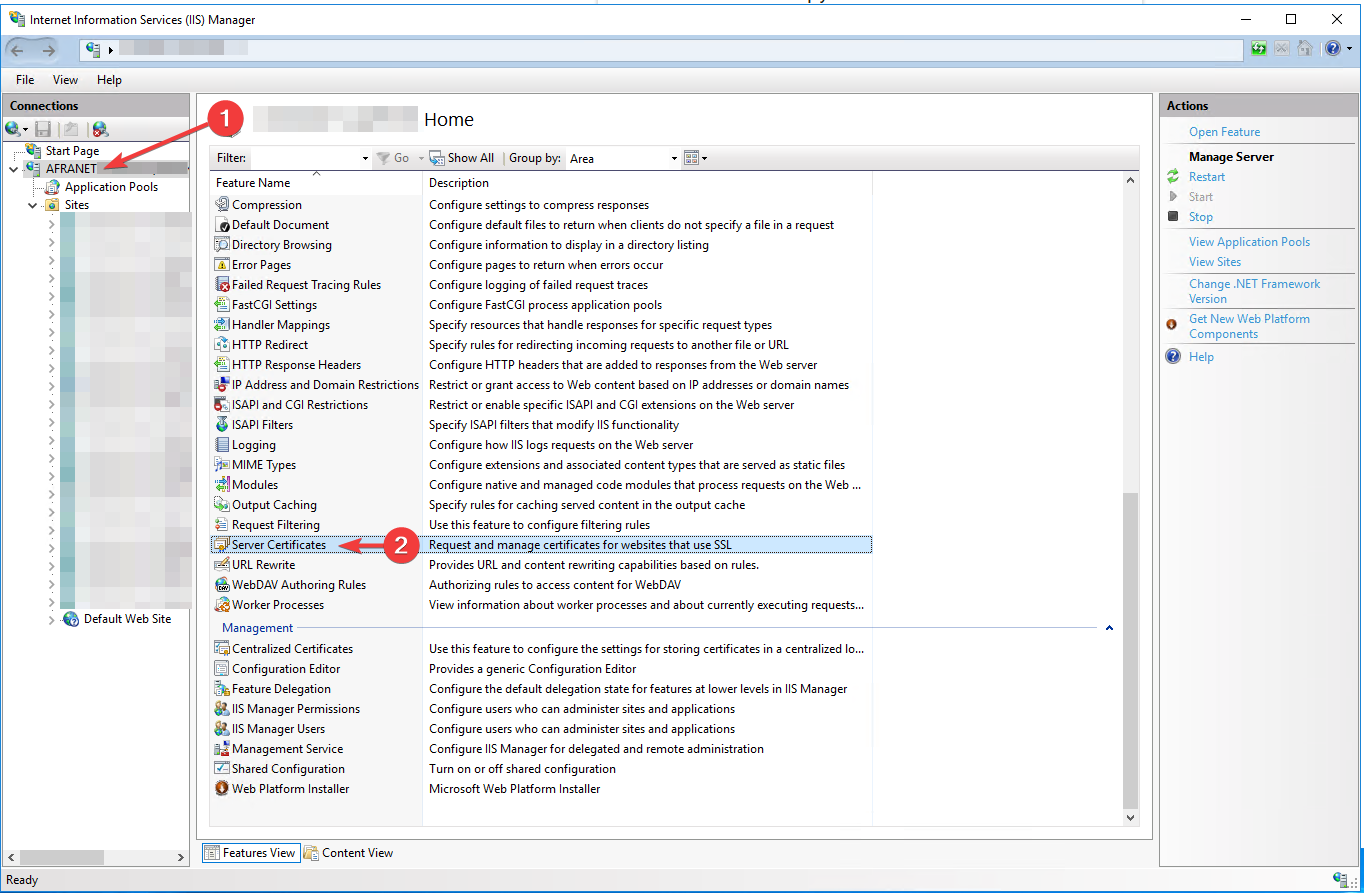 Internet Information Services (IIS) Manager
File View Help
Connections
Start Page
AFRANET
Application Pools
Sites
Default Web Site
1
Home
Filter: Go Show All Group by: Area
Feature Name Description
Compression Configure settings to compress responses
Default Document Configure default files to return when clients do not specify a file in a request
Directory Browsing Configure information to display in a directory listing
Error Pages Configure pages to return when errors occur
Failed Request Tracing Rules Configure logging of failed request traces
FastCGI Settings Configure FastCGI process application pools
Handler Mappings Specify resources that handle responses for specific request types
HTTP Redirect Specify rules for redirecting incoming requests to another file or URL
HTTP Response Headers Configure HTTP headers that are added to responses from the Web server
IP Address and Domain Restrictions Restrict or grant access to Web content based on IP addresses or domain names
ISAPI and CGI Restrictions Restrict or enable specific ISAPI and CGI extensions on the Web server
ISAPI Filters Specify ISAPI filters that modify IIS functionality
Logging Configure how IIS logs requests on the Web server
MIME Types Configure extensions and associated content types that are served as static files
Modules Configure native and managed code modules that process requests on the Web ...
Output Caching Specify rules for caching served content in the output cache
Request Filtering Use this feature to configure filtering rules
Server Certificates 2 Request and manage certificates for websites that use SSL
URL Rewrite Provides URL and content rewriting capabilities based on rules.
WebDAV Authoring Rules Authorizing rules to access content for WebDAV
Worker Processes View information about worker processes and about currently executing requests...
Management
Centralized Certificates Use this feature to configure the settings for storing certificates in a centralized lo...
Configuration Editor Provides a generic Configuration Editor
Feature Delegation Configure the default delegation state for features at lower levels in IIS Manager
IIS Manager Permissions Configure users who can administer sites and applications
IIS Manager Users Configure users who can administer sites and applications
Management Service Configure IIS Manager for delegated and remote administration
Shared Configuration Turn on or off shared configuration
Web Platform Installer Microsoft Web Platform Installer
Features View Content View
Actions
Open Feature
Manage Server
Restart
Start
Stop
View Application Pools
View Sites
Change .NET Framework
Version
Get New Web Platform
Components
Help
Ready